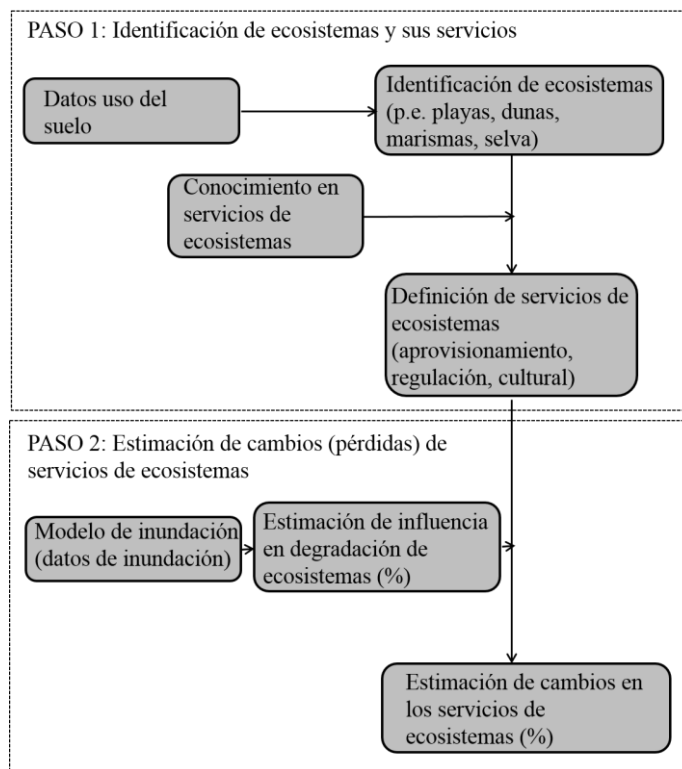 PASO 1: Identificación de ecosistemas y sus servicios
Datos uso del
suelo
Identificación de ecosistemas
(p.e. playas, dunas,
marismas, selva)
Conocimiento en
servicios de
ecosistemas
Definición de servicios de
ecosistemas
(aprovisionamiento,
regulación, cultural)
PASO 2: Estimación de cambios (pérdidas) de
servicios de ecosistemas
Modelo de inundación
(datos de inundación)
Estimación de influencia
en degradación de
ecosistemas (%)
Estimación de cambios en
los servicios de
ecosistemas (%)